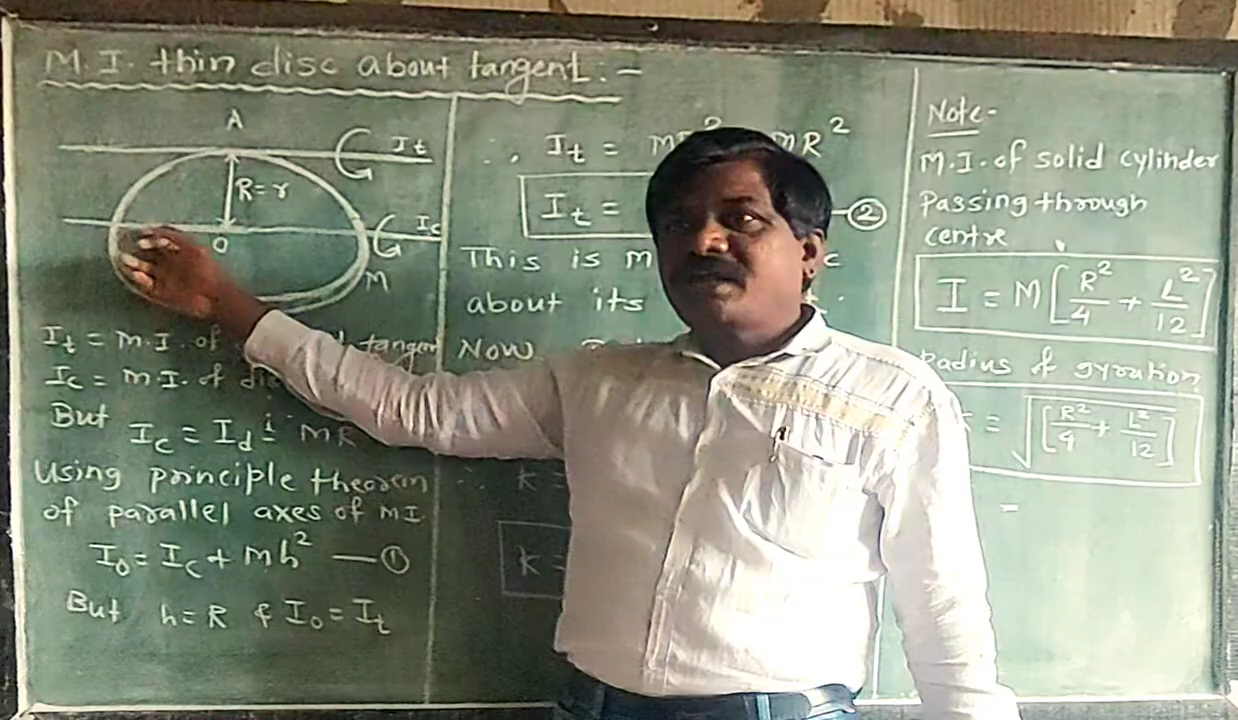 M.I. thin disc about tangent :-
A
It
R=r
Ic
O
M
It = M.I. of tangent
Ic = M.I. of
But Ic = Id =
Using principle theorem
of parallel axes of MI
I₀ = Ic + Mh² — ①
But h = R & I₀ = It
∴ It = MR²
It = — ②
This is
about its
Now
∴ K =
K =
Note-
M.I. of solid cylinder
Passing through
centre
I = M[R²/4 + L²/12]
Radius of gyration
= √[R²/4 + L²/12]